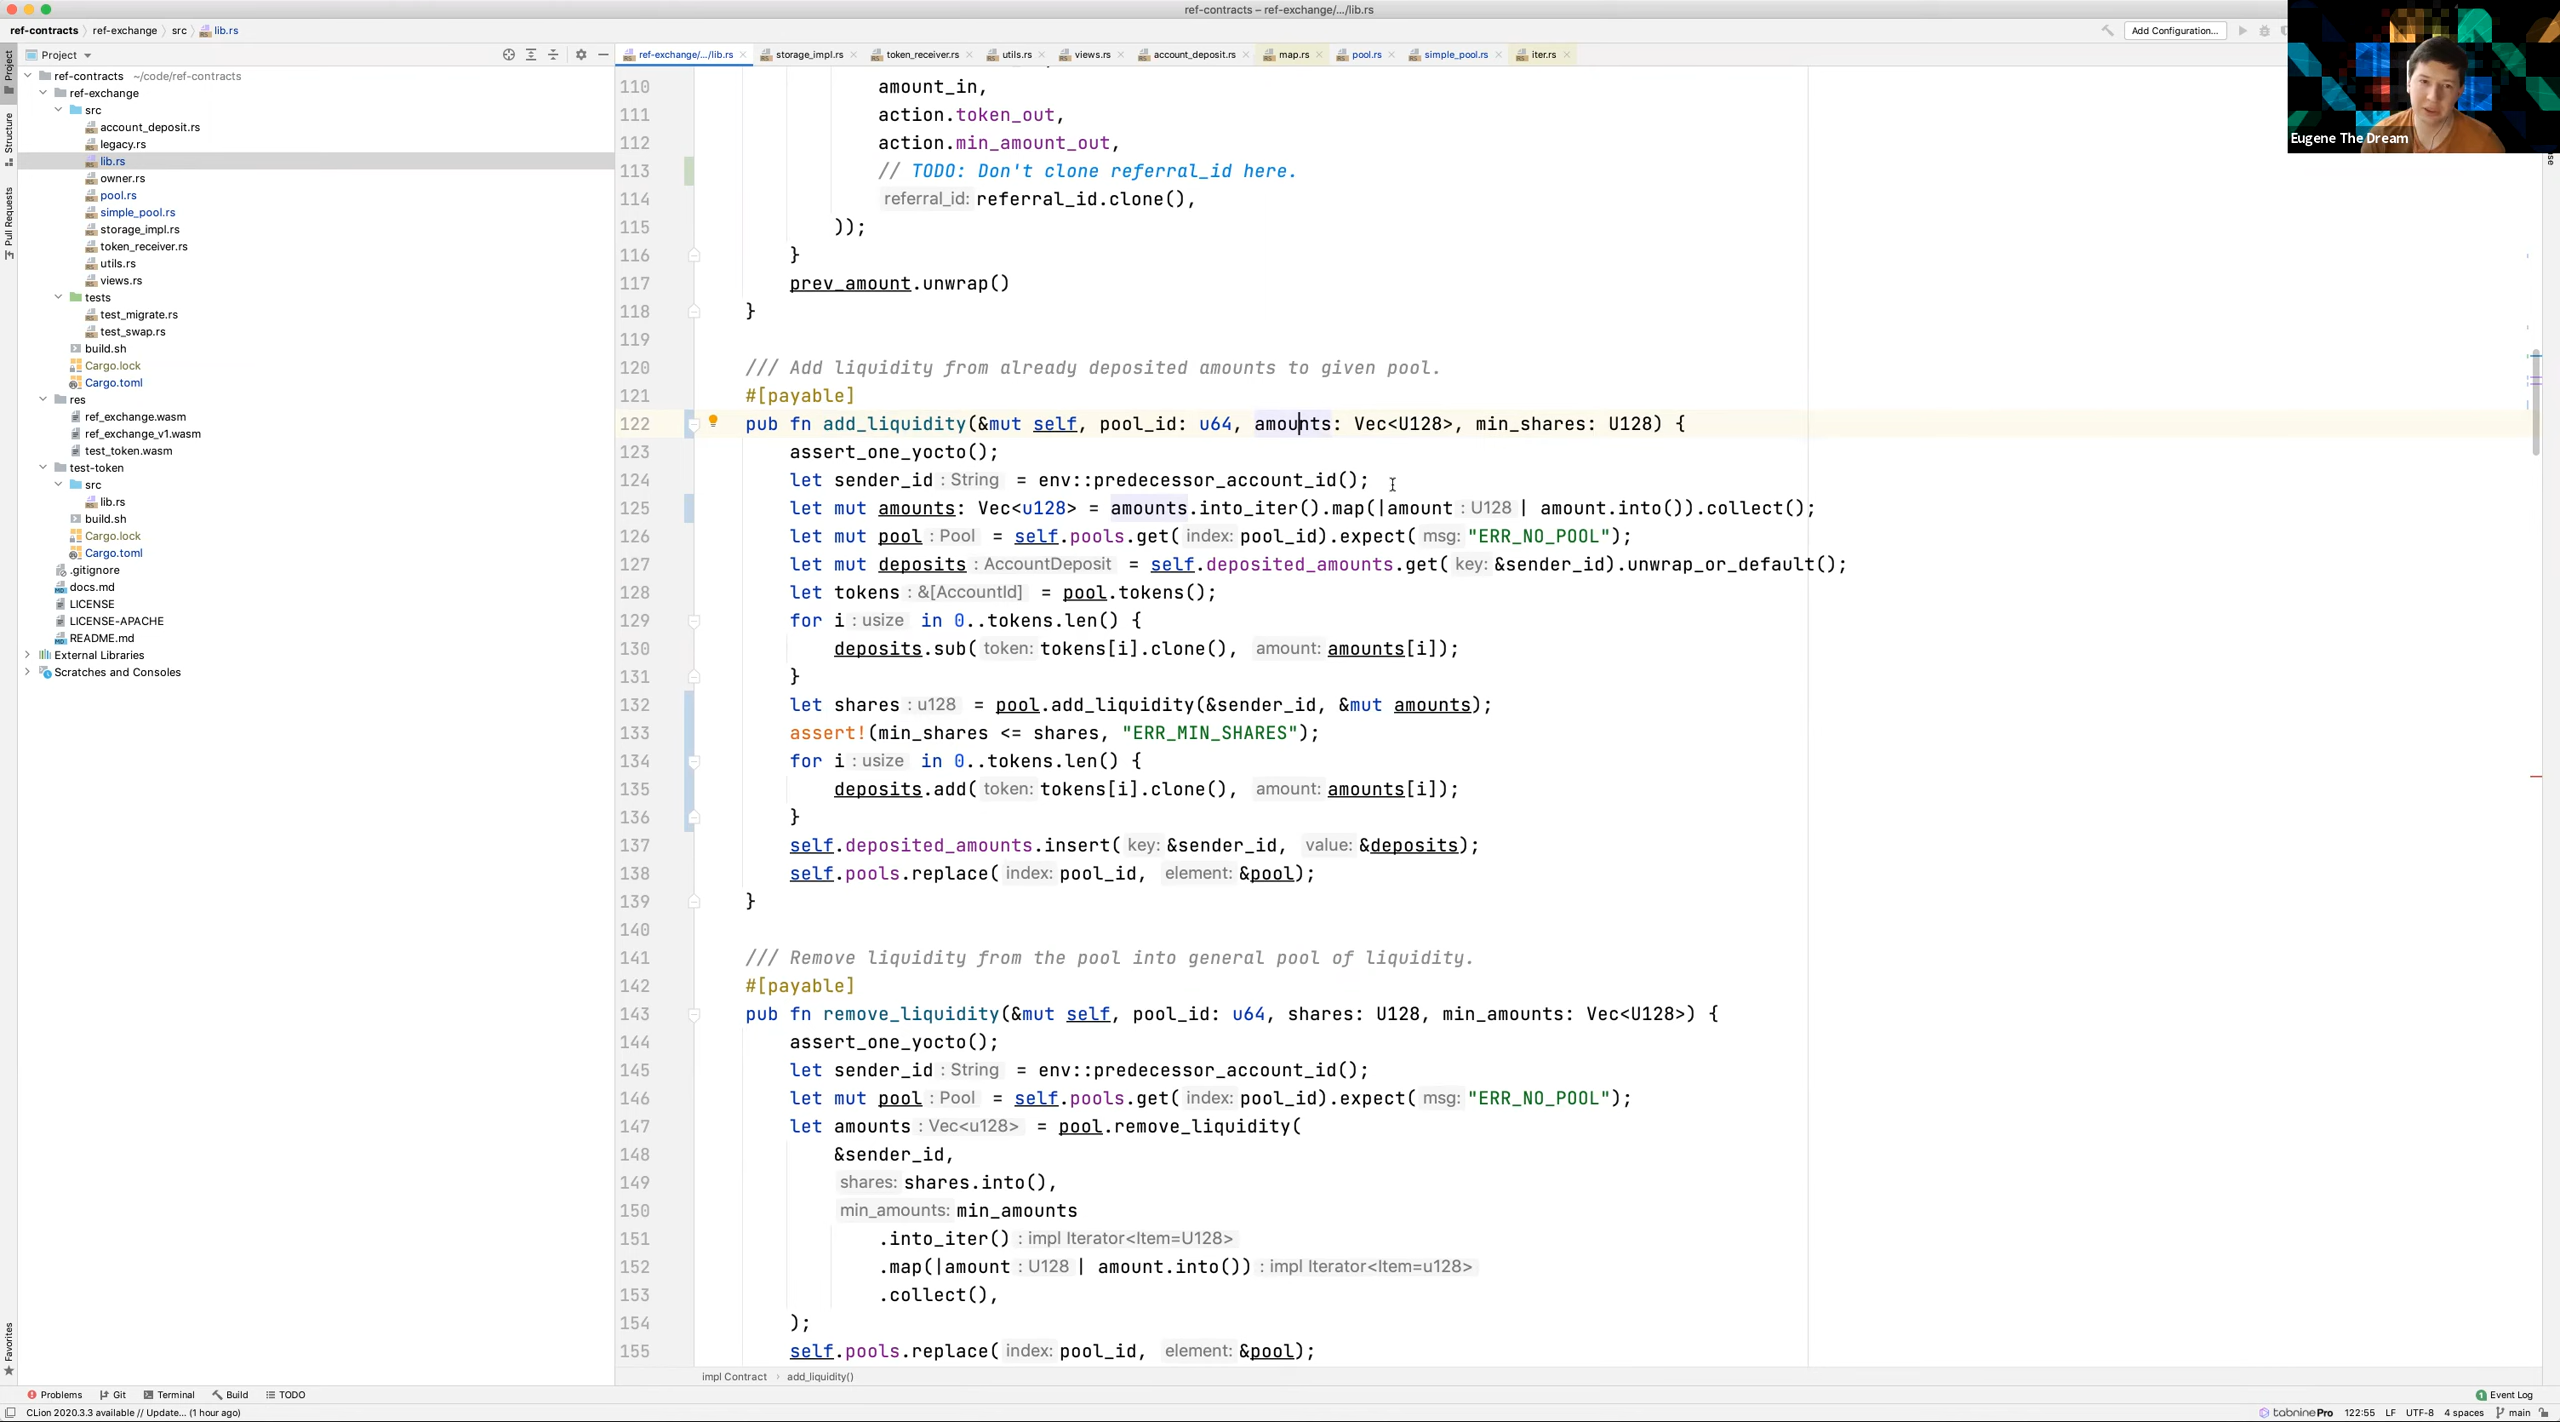 ref-contracts – ref-exchange/.../lib.rs
ref-contracts ref-exchange src lib.rs
Add Configuration...
Project
ref-exchange/.../lib.rs storage_impl.rs token_receiver.rs utils.rs views.rs account_deposit.rs map.rs pool.rs simple_pool.rs iter.rs
Project
Structure
Pull Requests
Favorites
ref-contracts ~/code/ref-contracts
ref-exchange
src
account_deposit.rs
legacy.rs
lib.rs
owner.rs
pool.rs
simple_pool.rs
storage_impl.rs
token_receiver.rs
utils.rs
views.rs
tests
test_migrate.rs
test_swap.rs
build.sh
Cargo.lock
Cargo.toml
res
ref_exchange.wasm
ref_exchange_v1.wasm
test_token.wasm
test-token
src
lib.rs
build.sh
Cargo.lock
Cargo.toml
.gitignore
docs.md
LICENSE
LICENSE-APACHE
README.md
External Libraries
Scratches and Consoles
Eugene The Dream
110 amount_in,
111 action.token_out,
112 action.min_amount_out,
113 // TODO: Don't clone referral_id here.
114 referral_id: referral_id.clone(),
115 ));
116 }
117 prev_amount.unwrap()
118 }
119
120 /// Add liquidity from already deposited amounts to given pool.
121 #[payable]
122 pub fn add_liquidity(&mut self, pool_id: u64, amounts: Vec<U128>, min_shares: U128) {
123 assert_one_yocto();
124 let sender_id : String = env::predecessor_account_id();
125 let mut amounts: Vec<u128> = amounts.into_iter().map(|amount : U128 | amount.into()).collect();
126 let mut pool : Pool = self.pools.get( index: pool_id).expect( msg: "ERR_NO_POOL");
127 let mut deposits : AccountDeposit = self.deposited_amounts.get( key: &sender_id).unwrap_or_default();
128 let tokens : &[AccountId] = pool.tokens();
129 for i : usize in 0..tokens.len() {
130 deposits.sub( token: tokens[i].clone(), amount: amounts[i]);
131 }
132 let shares : u128 = pool.add_liquidity(&sender_id, &mut amounts);
133 assert!(min_shares <= shares, "ERR_MIN_SHARES");
134 for i : usize in 0..tokens.len() {
135 deposits.add( token: tokens[i].clone(), amount: amounts[i]);
136 }
137 self.deposited_amounts.insert( key: &sender_id, value: &deposits);
138 self.pools.replace( index: pool_id, element: &pool);
139 }
140
141 /// Remove liquidity from the pool into general pool of liquidity.
142 #[payable]
143 pub fn remove_liquidity(&mut self, pool_id: u64, shares: U128, min_amounts: Vec<U128>) {
144 assert_one_yocto();
145 let sender_id : String = env::predecessor_account_id();
146 let mut pool : Pool = self.pools.get( index: pool_id).expect( msg: "ERR_NO_POOL");
147 let amounts : Vec<u128> = pool.remove_liquidity(
148 &sender_id,
149 shares: shares.into(),
150 min_amounts: min_amounts
151 .into_iter() : impl Iterator<Item=U128>
152 .map(|amount : U128 | amount.into()) : impl Iterator<Item=u128>
153 .collect(),
154 );
155 self.pools.replace( index: pool_id, element: &pool);
impl Contract add_liquidity()
Problems Git Terminal Build TODO
1 Event Log
CLion 2020.3.3 available // Update... (1 hour ago)
tabninePro 122:55 LF UTF-8 4 spaces main